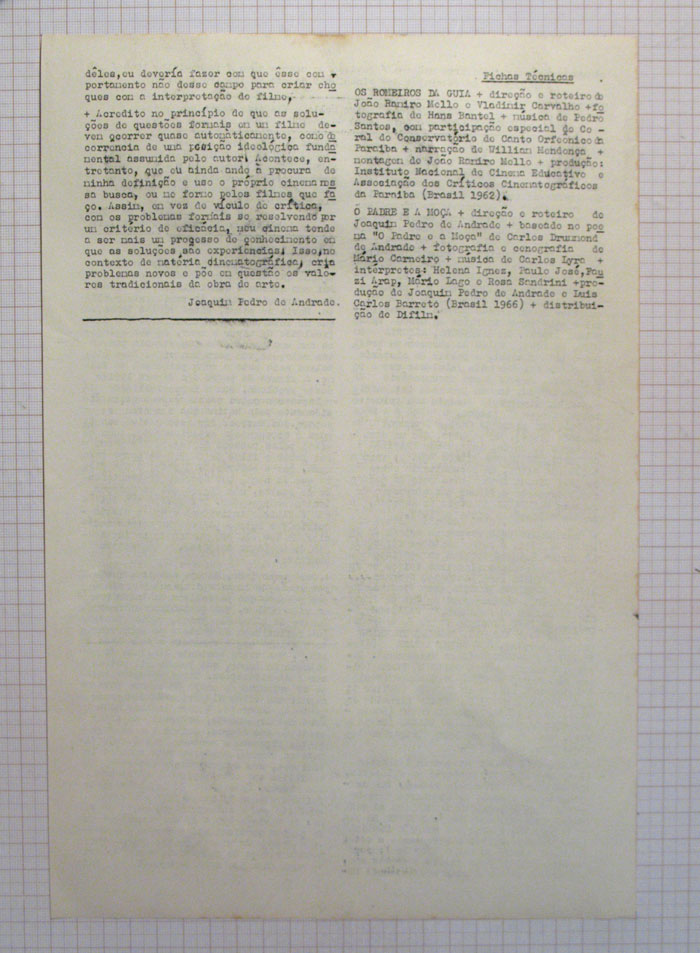 dêles, eu deveria fazer com que êsse com
portamento não desse campo para criar cho
ques com a interpretação do filme.
+ Acredito no princípio de que as solu-
ções de questões formais em um filme de-
vem ocorrer quase automàticamente, como de
correncia de uma posição ideológica funda
mental assumida pelo autor. Acontece, en-
tretanto, que eu ainda ando à procura de
minha definição e uso o próprio cinema nes
sa busca, ou me formo pelos filmes que fa
ço. Assim, em vez de vículo de crítica,
com os problemas formais se resolvendo por
um critério de eficácia, meu cinema tende
a ser mais um processo de conhecimento em
que as soluções são experiências. Isso, no
contexto de matéria cinematográfica, cria
problemas novos e põe em questão os valo-
res tradicionais da obra de arte.
Joaquim Pedro de Andrade.
Fichas Técnicas
OS ROMEIROS DA GUIA + direção e roteiro de
João Ramiro Mello e Vladimir Carvalho + fo
tografia de Hans Bantel + música de Pedro
Santos, com participação especial do Co-
ral do Conservatório de Canto Orfeonico da
Paraiba + narração de Willian Mendonça +
montagem de João Ramiro Mello + produção:
Instituto Nacional de Cinema Educativo e
Associação dos Críticos Cinematográficos
da Paraiba (Brasil 1962).
O PADRE E A MOÇA + direção e roteiro de
Joaquim Pedro de Andrade + baseado no poe
ma "O Padre e a Moça" de Carlos Drummond
de Andrade + fotografia e cenografia de
Mário Carneiro + música de Carlos Lyra +
intérpretes: Helena Ignez, Paulo José, Fau
zi Arap, Mário Lago e Rosa Sandrini + pro-
dução de Joaquim Pedro de Andrade e Luis
Carlos Barreto (Brasil 1966) + distribui-
ção de Difilm.